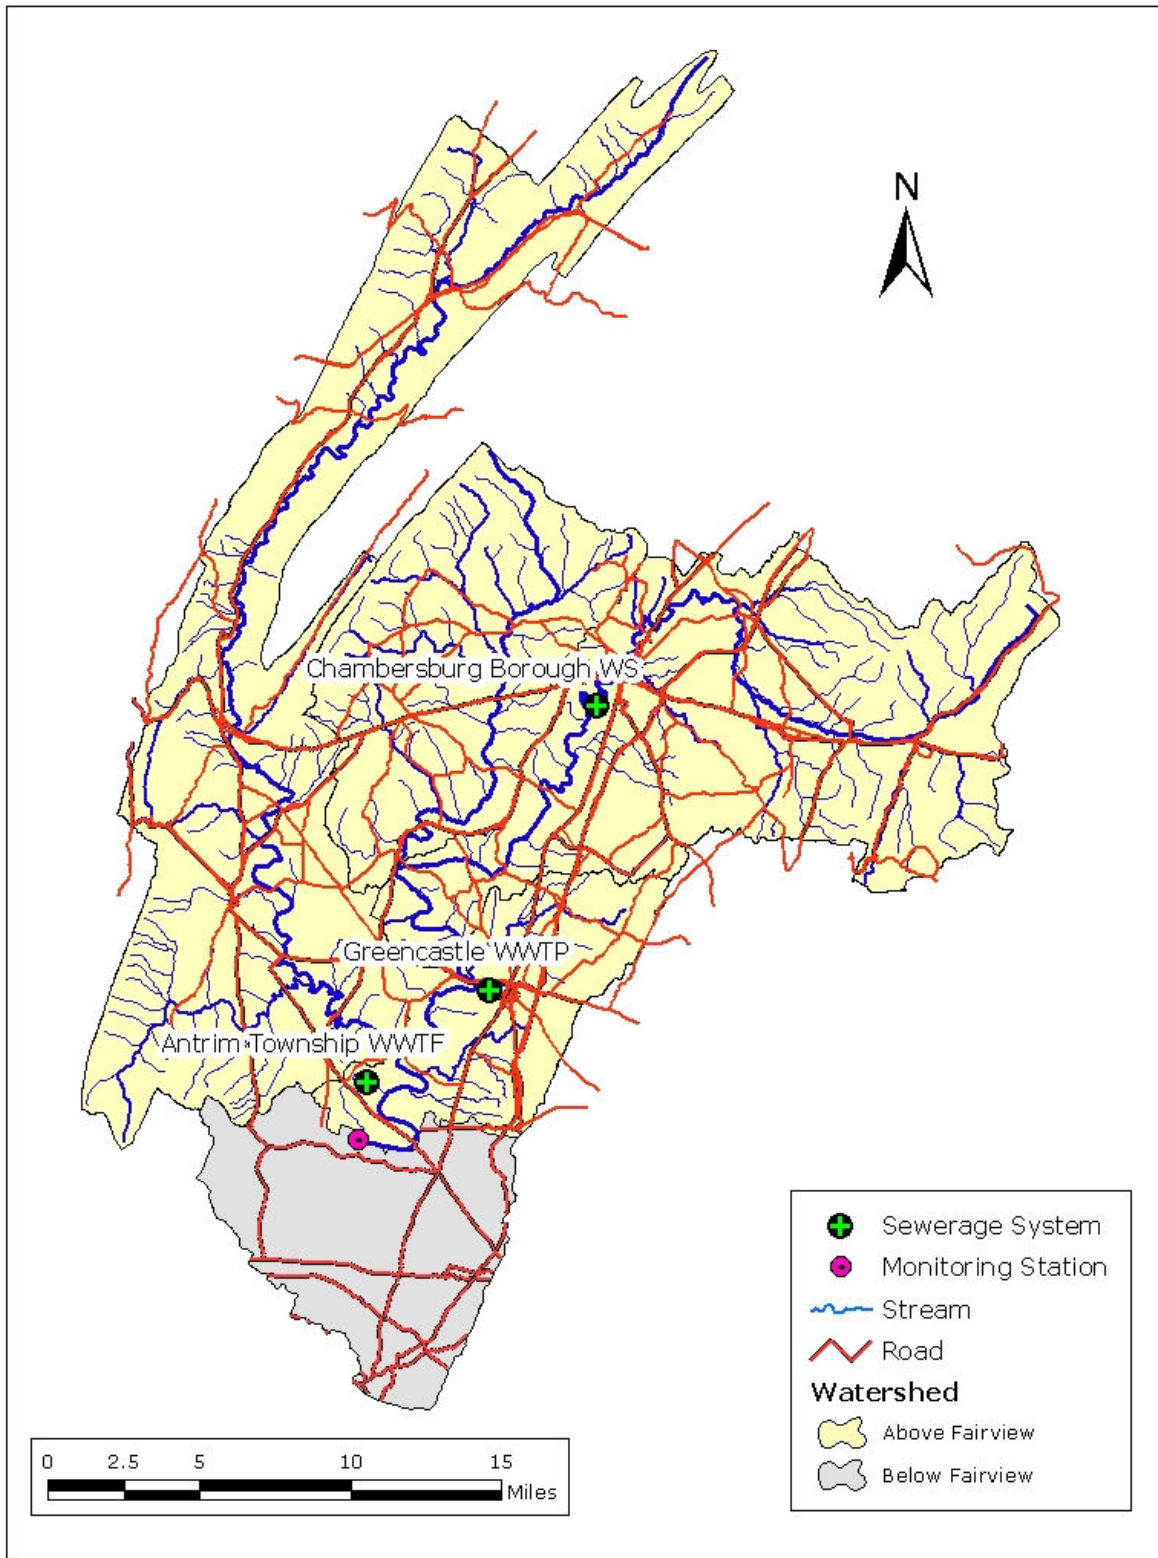 N
Chambersburg Borough WS
Greencastle WWTP
Antrim Township WWTF
Sewerage System
Monitoring Station
Stream
Road
Watershed
Above Fairview
Below Fairview
0 2.5 5 10 15
Miles